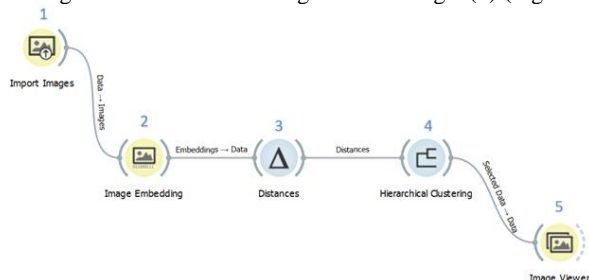 1
Import Images
Data → Images
2
Image Embedding
Embeddings → Data
3
Distances
Distances
4
Hierarchical Clustering
Selected Data → Data
5
Image Viewer